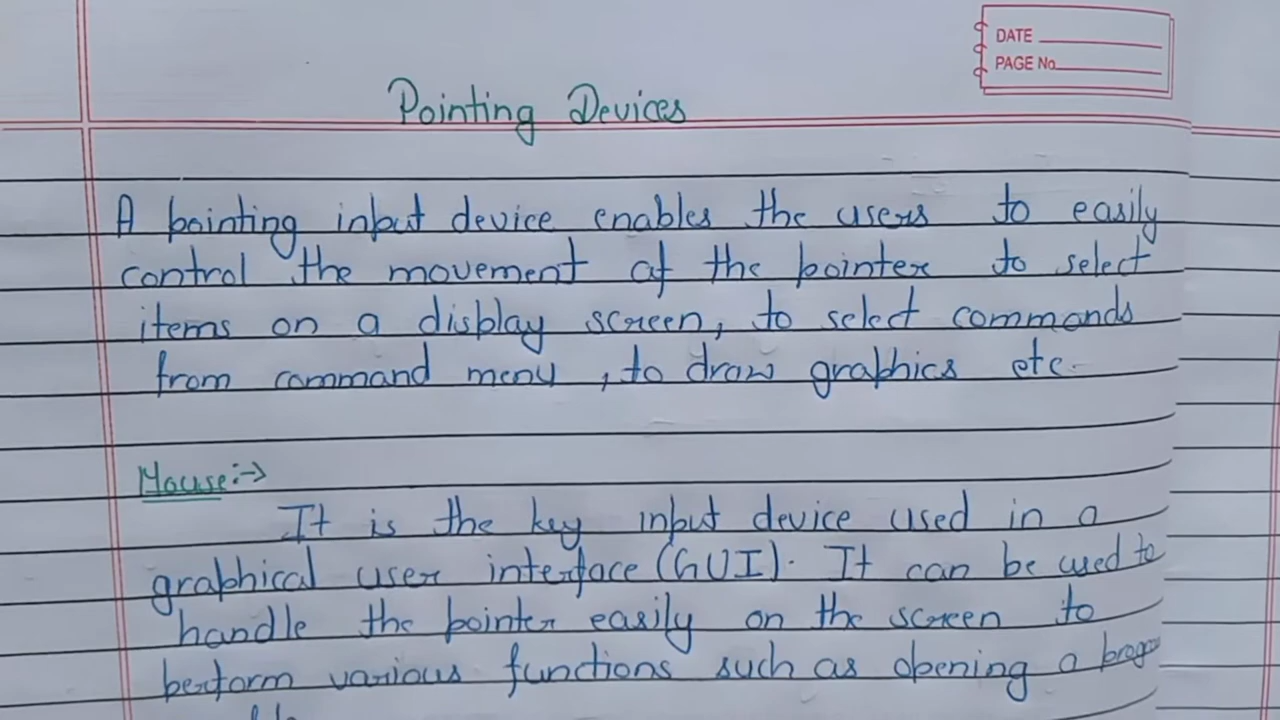 DATE
PAGE No.
Pointing Devices
A pointing input device enables the users to easily
control the movement of the pointer to select
items on a display screen, to select commands
from command menu , to draw graphics etc.
Mouse:→
It is the key input device used in a
graphical user interface (GUI). It can be used to
handle the pointer easily on the screen to
perform various functions such as opening a